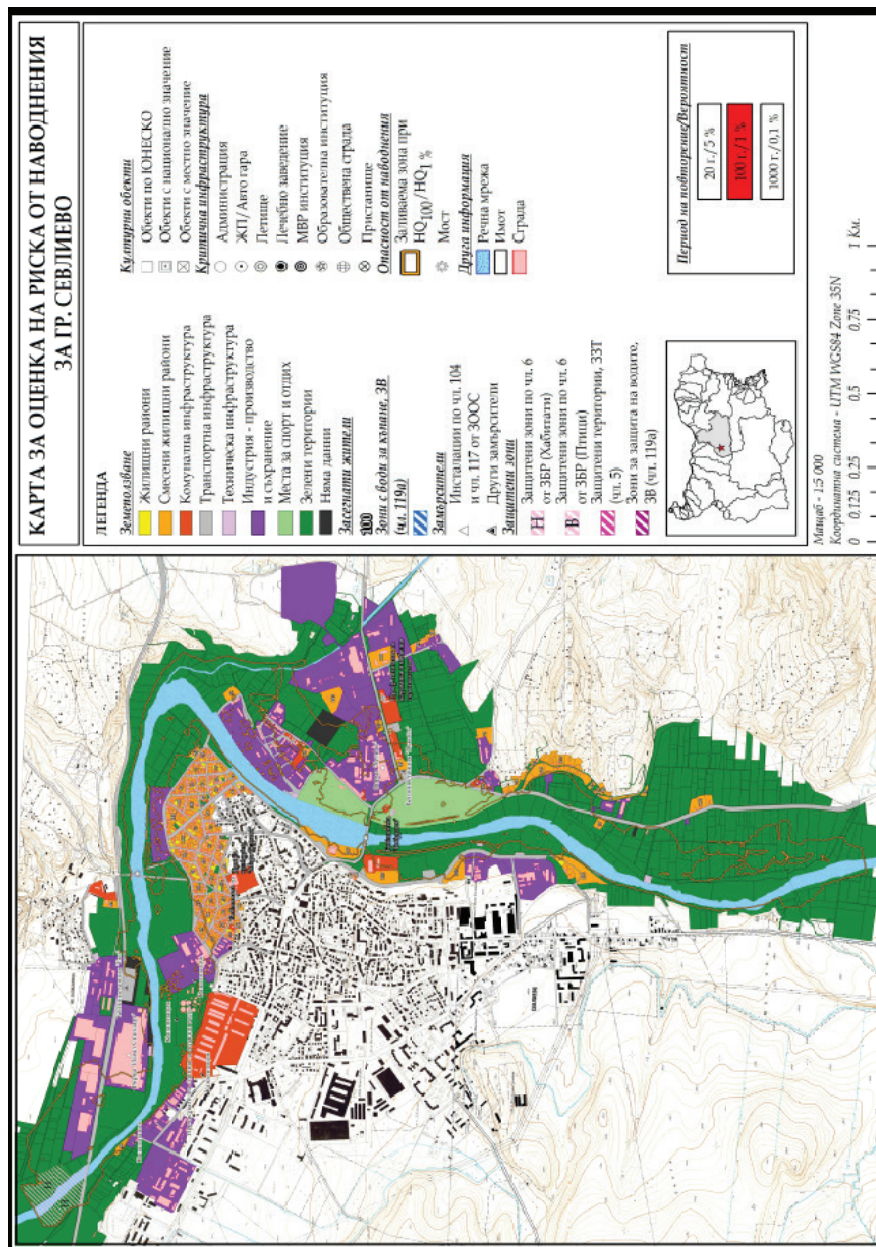 КАРТА ЗА ОЦЕНКА НА РИСКА ОТ НАВОДНЕНИЯ
ЗА ГР. СЕВЛИЕВО
ЛЕГЕНДА
Земеползване
Жилищни райони
Смесени жилищни райони
Комунална инфраструктура
Транспортна инфраструктура
Техническа инфраструктура
Индустрия - производство
и съхранение
Места за спорт и отдих
Зелени територии
Няма данни
Засегнати жители
100
Зони с води за къпане, ЗВ
(чл. 119а)
Замърсители
Инсталации по чл. 104
и чл. 117 от ЗООС
Други замърсители
Защитени зони
H
Защитени зони по чл. 6
от ЗБР (Хабитати)
B
Защитени зони по чл. 6
от ЗБР (Птици)
Защитени територии, ЗЗТ
(чл. 5)
Зони за защита на водите,
ЗВ (чл. 119а)
Културни обекти
Обекти по ЮНЕСКО
Обекти с национално значение
Обекти с местно значение
Критична инфраструктура
Администрация
ЖП/Авто гара
Летище
Лечебно заведение
МВР институция
Образователна институция
Обществена сграда
Пристанище
Опасност от наводнения
Заливаема зона при
HQ100/HQ1 %
Мост
Друга информация
Речна мрежа
Имот
Сграда
Период на повторение/Вероятност
20 г./5 %
100 г./1 %
1000 г./0,1 %
Мащаб - 1:5 000
Координатна система - UTM WGS84 Zone 35N
0 0,125 0,25 0,5 0,75 1 Км.